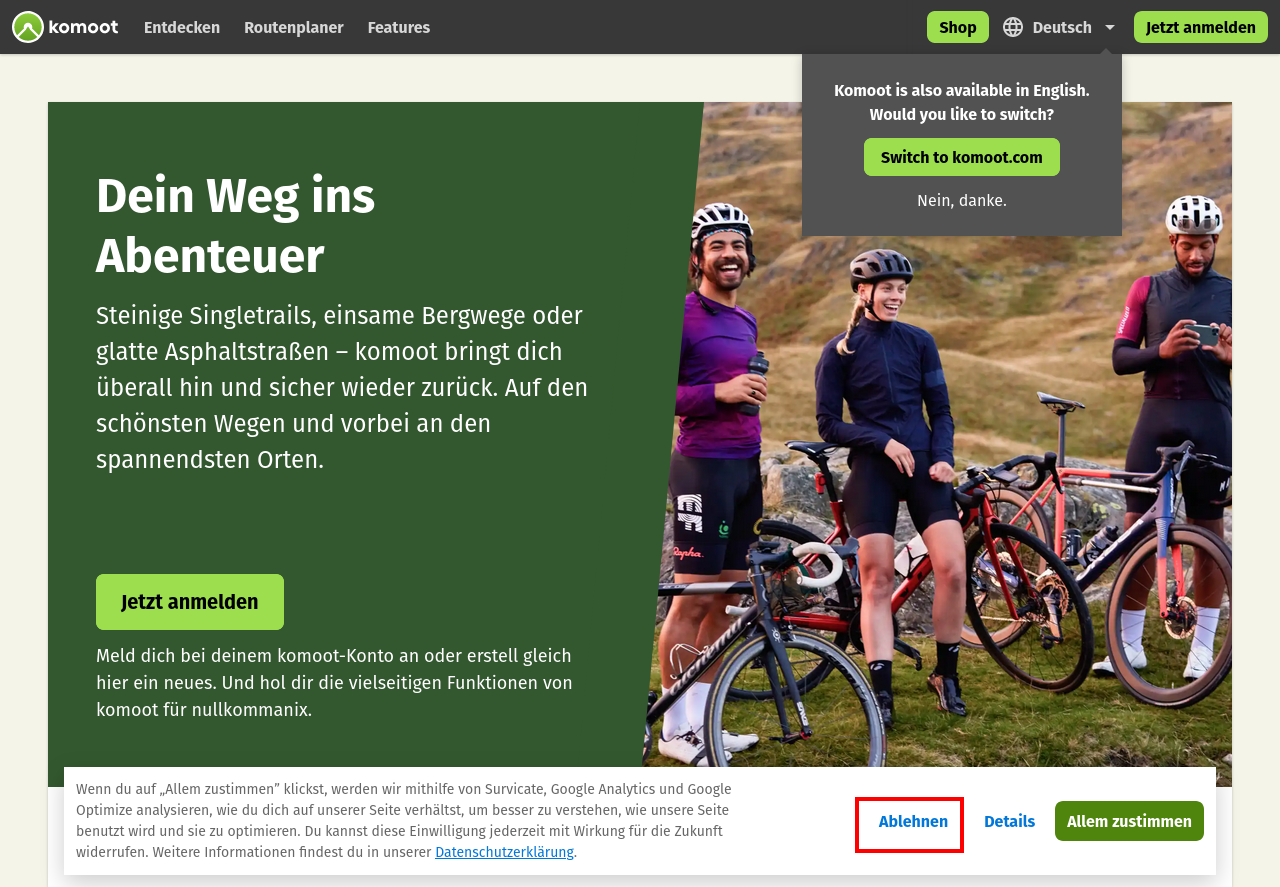 komoot Entdecken Routenplaner Features Shop Deutsch Jetzt anmelden
Komoot is also available in English.
Would you like to switch?
Switch to komoot.com
Nein, danke.
Dein Weg ins
Abenteuer
Steinige Singletrails, einsame Bergwege oder
glatte Asphaltstraßen – komoot bringt dich
überall hin und sicher wieder zurück. Auf den
schönsten Wegen und vorbei an den
spannendsten Orten.
Rapha
Jetzt anmelden
Meld dich bei deinem komoot-Konto an oder erstell gleich
hier ein neues. Und hol dir die vielseitigen Funktionen von
komoot für nullkommanix.
Wenn du auf „Allem zustimmen” klickst, werden wir mithilfe von Survicate, Google Analytics und Google
Optimize analysieren, wie du dich auf unserer Seite verhältst, um besser zu verstehen, wie unsere Seite
benutzt wird und sie zu optimieren. Du kannst diese Einwilligung jederzeit mit Wirkung für die Zukunft
widerrufen. Weitere Informationen findest du in unserer Datenschutzerklärung.
Ablehnen Details Allem zustimmen